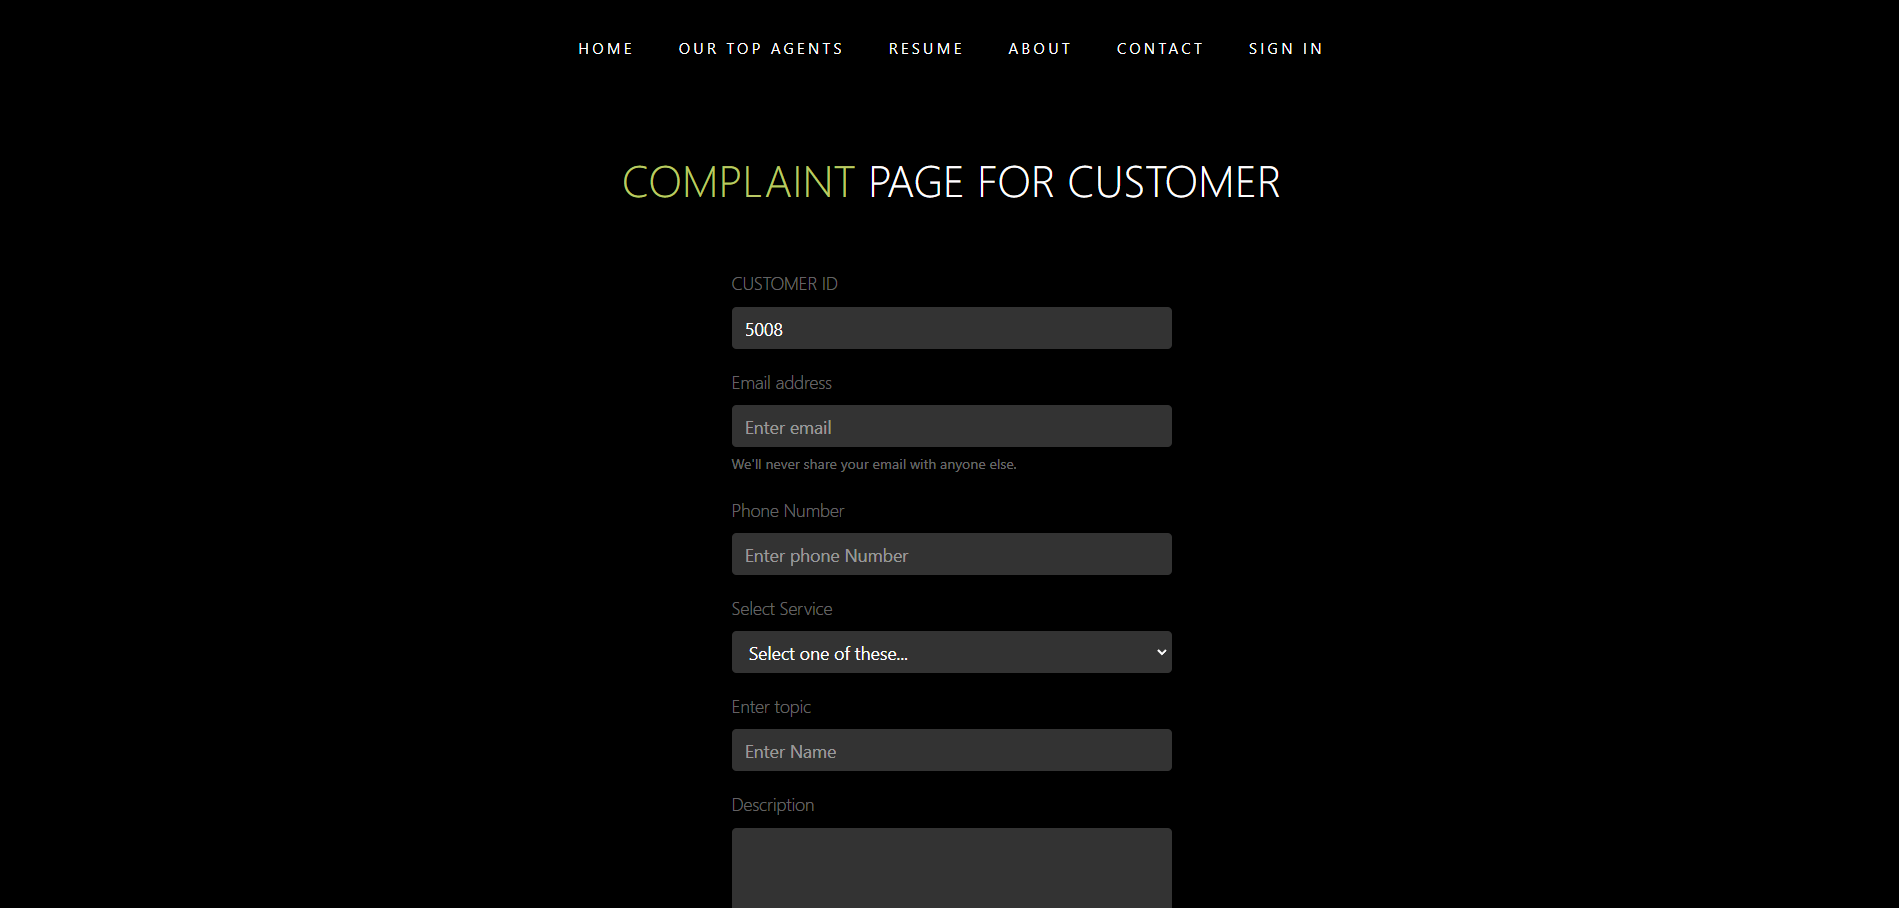 HOME OUR TOP AGENTS RESUME ABOUT CONTACT SIGN IN
COMPLAINT PAGE FOR CUSTOMER
CUSTOMER ID
5008
Email address
Enter email
We'll never share your email with anyone else.
Phone Number
Enter phone Number
Select Service
Select one of these...
Enter topic
Enter Name
Description